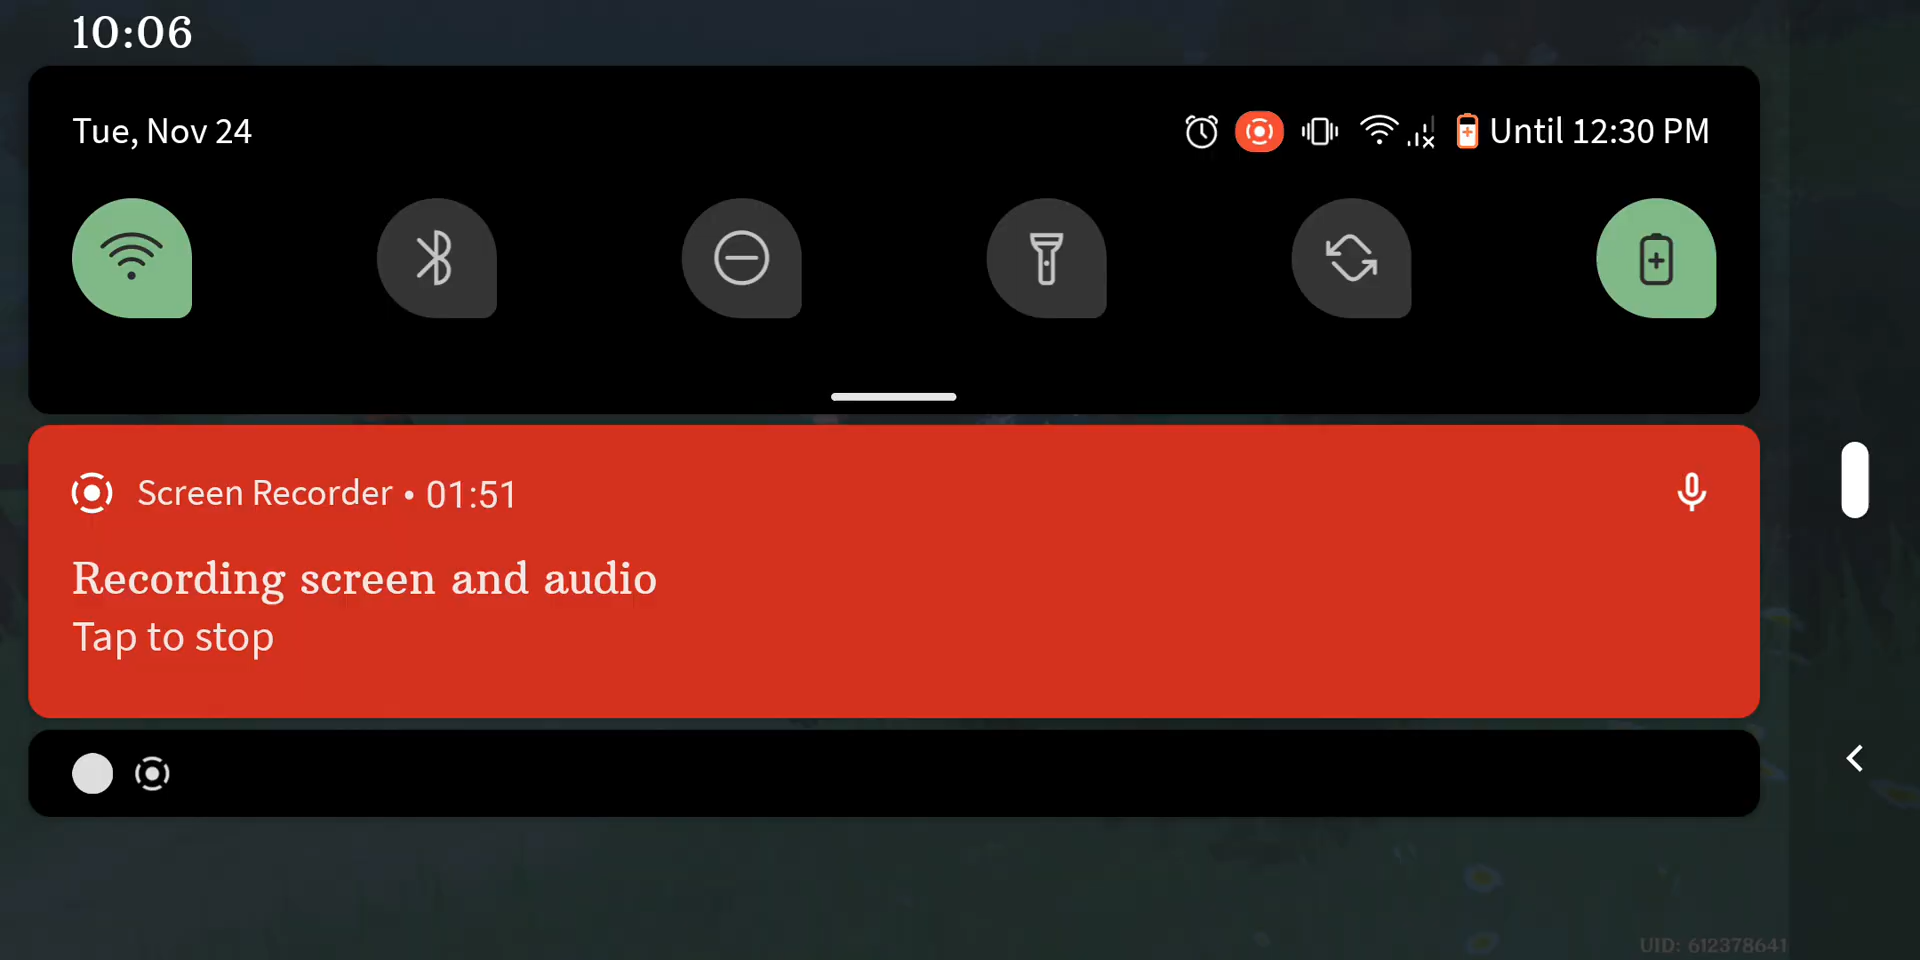 10:06
Tue, Nov 24
Until 12:30 PM
Screen Recorder • 01:51
Recording screen and audio
Tap to stop
UID: 612378641